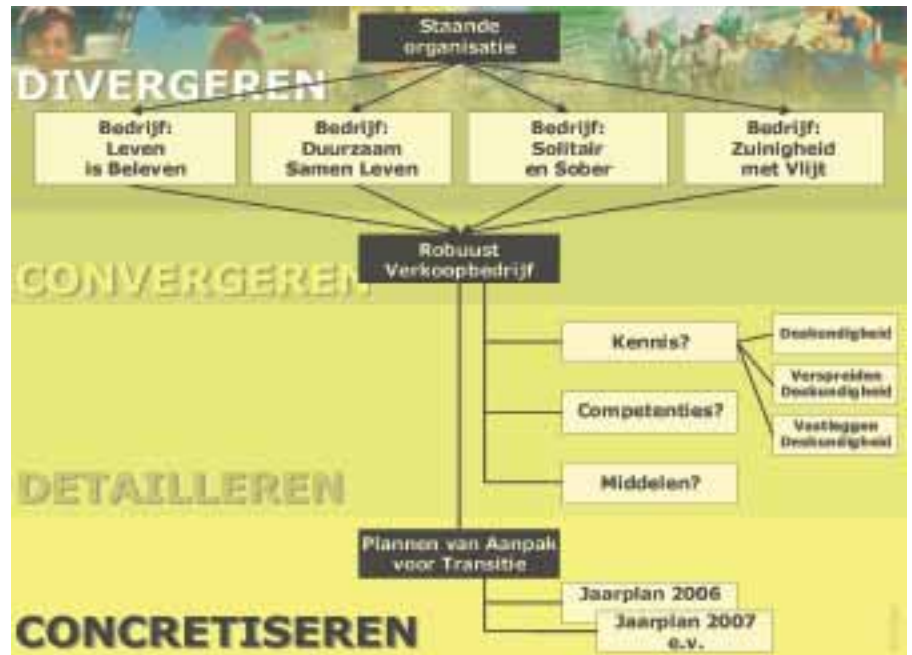 Staande
organisatie
DIVERGEREN
Bedrijf:
Leven
is Beleven
Bedrijf:
Duurzaam
Samen Leven
Bedrijf:
Solitair
en Sober
Bedrijf:
Zuinigheid
met Vlijt
Robuust
Verkoopbedrijf
CONVERGEREN
Kennis?
Deskundigheid
Verspreiden
Deskundigheid
Vastleggen
Deskundigheid
Competenties?
Middelen?
DETAILLEREN
Plannen van Aanpak
voor Transitie
Jaarplan 2006
Jaarplan 2007
e.v.
CONCRETISEREN